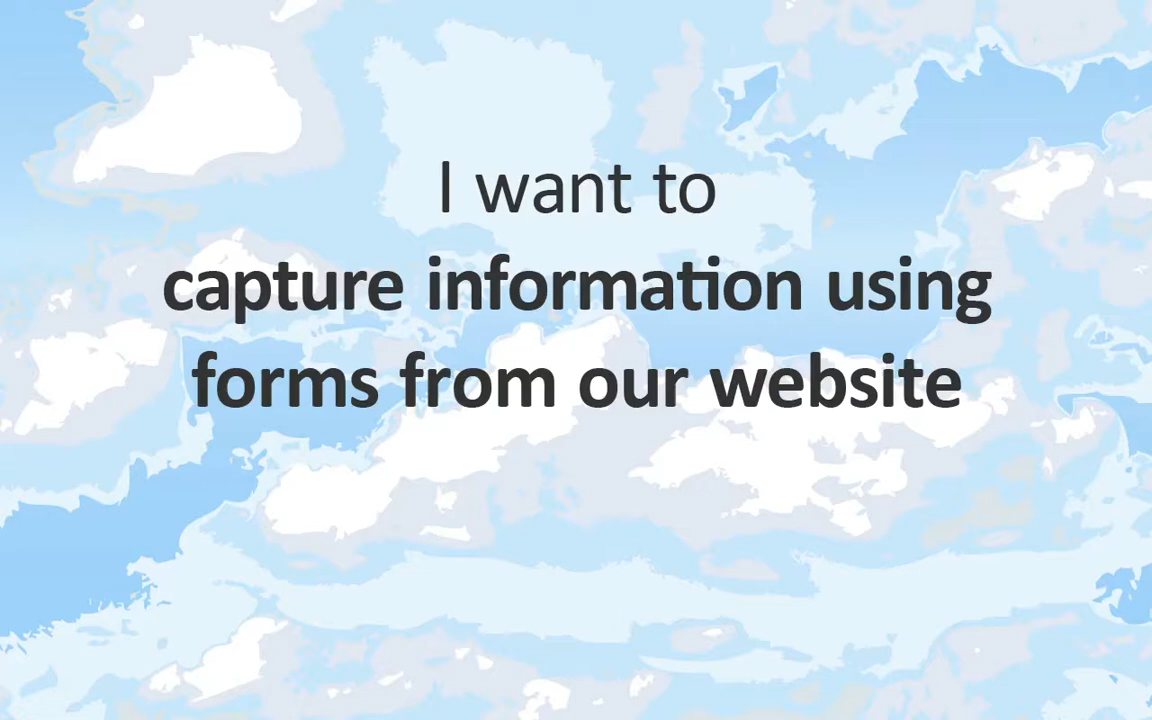 I want to
capture information using
forms from our website